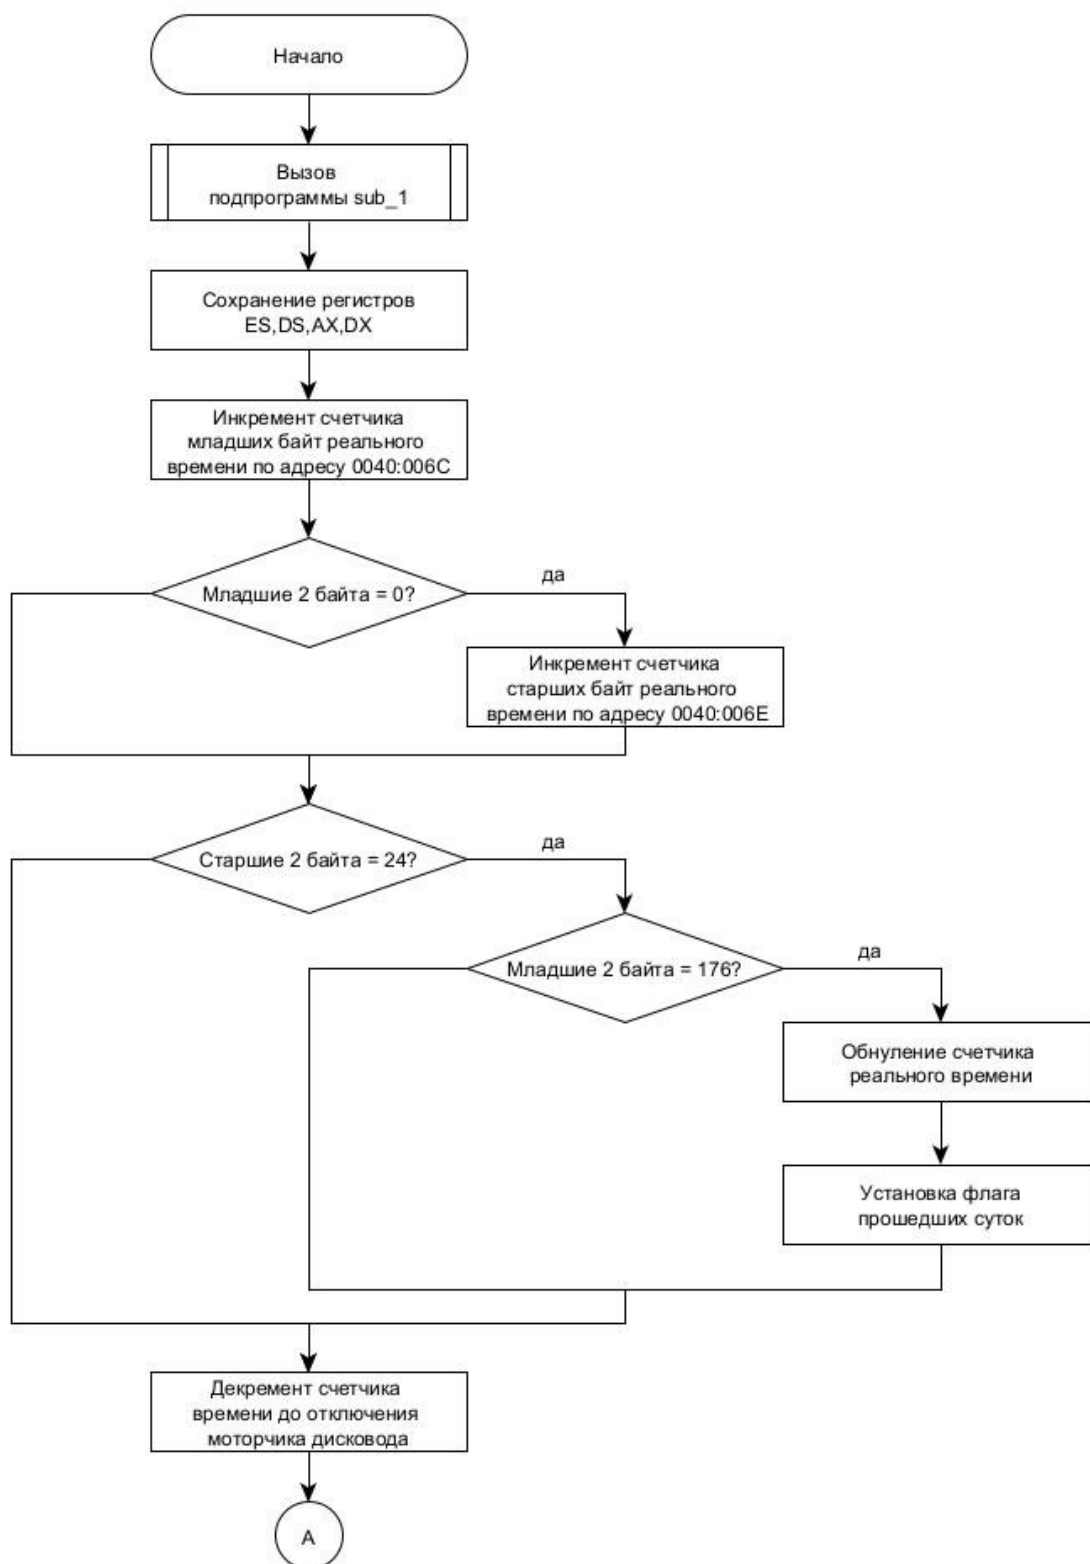 Начало
Вызов
подпрограммы sub_1
Сохранение регистров
ES,DS,AX,DX
Инкремент счетчика
младших байт реального
времени по адресу 0040:006C
Младшие 2 байта = 0?
да
Инкремент счетчика
старших байт реального
времени по адресу 0040:006E
Старшие 2 байта = 24?
да
Младшие 2 байта = 176?
да
Обнуление счетчика
реального времени
Установка флага
прошедших суток
Декремент счетчика
времени до отключения
моторчика дисковода
А